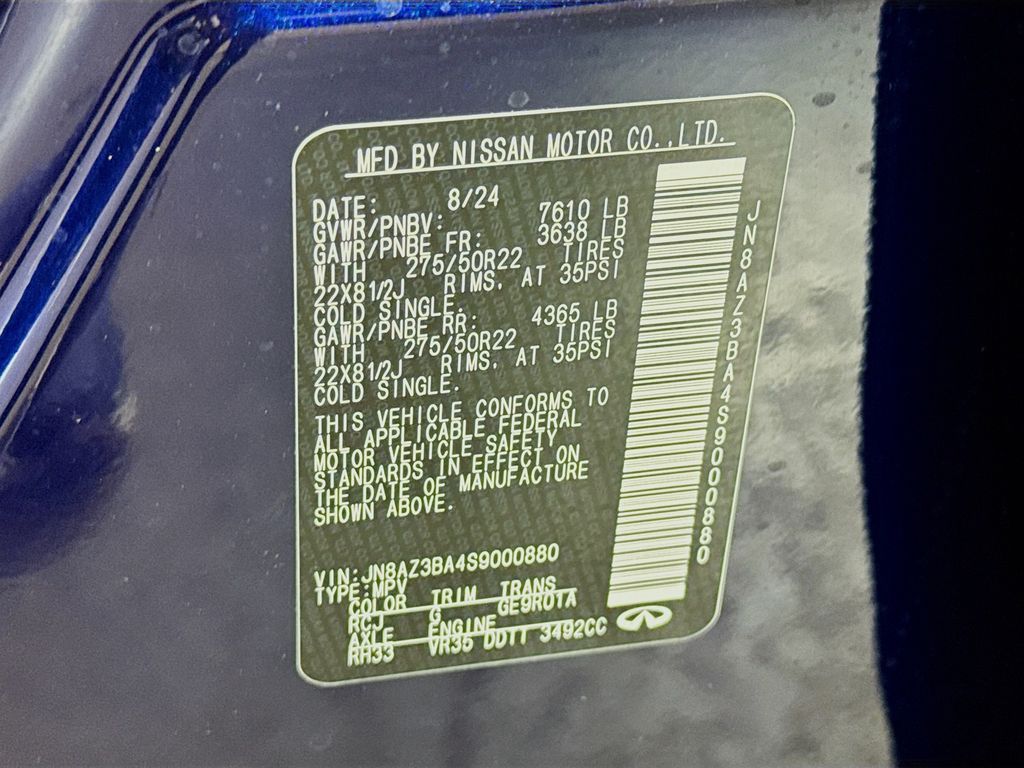 MFD BY NISSAN MOTOR CO.,LTD.
DATE: 8/24
GVWR/PNBV: 7610 LB
GAWR/PNBE FR: 3638 LB
WITH 275/50R22 TIRES
22X81/2J RIMS, AT 35PSI
COLD SINGLE.
GAWR/PNBE RR: 4365 LB
WITH 275/50R22 TIRES
22X81/2J RIMS, AT 35PSI
COLD SINGLE.
THIS VEHICLE CONFORMS TO
ALL APPLICABLE FEDERAL
MOTOR VEHICLE SAFETY
STANDARDS IN EFFECT ON
THE DATE OF MANUFACTURE
SHOWN ABOVE.
VIN:JN8AZ3BA4S9000880
TYPE:MPV
COLOR TRIM TRANS
RCJ G GE9R01A
AXLE ENGINE
RH33 VR35 DDTT 3492CC
JN8AZ3BA4S9000880